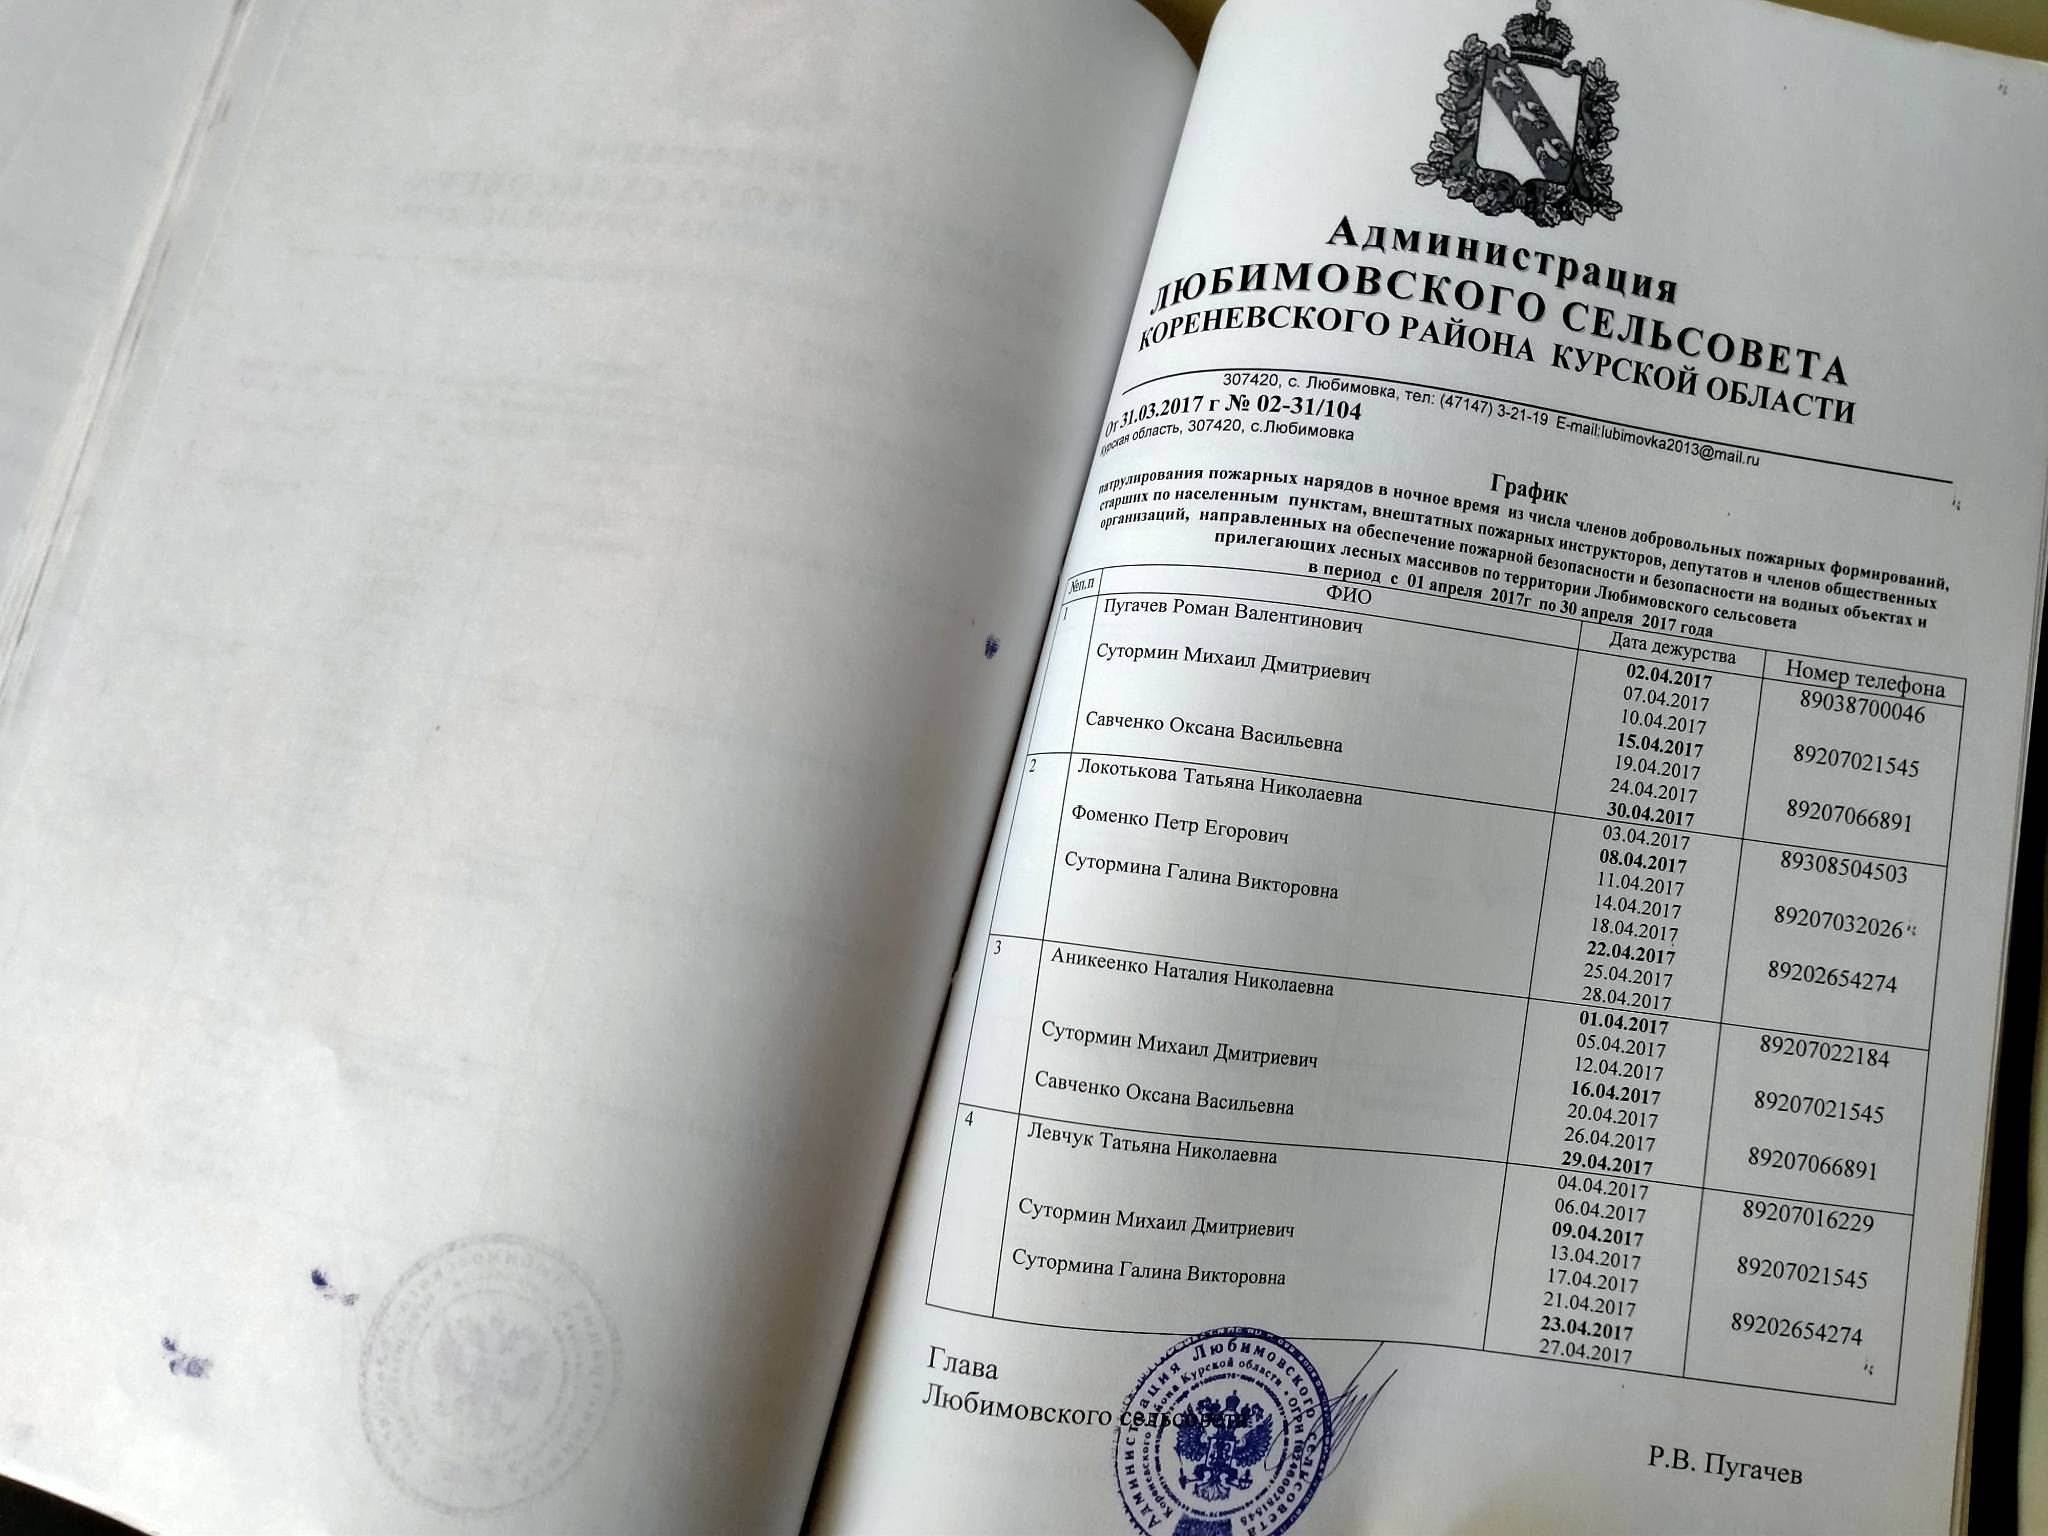 Администрация
ЛЮБИМОВСКОГО СЕЛЬСОВЕТА
КОРЕНЕВСКОГО РАЙОНА КУРСКОЙ ОБЛАСТИ
307420, с. Любимовка, тел: (47147) 3-21-19 E-mail:lubimovka2013@mail.ru
От 31.03.2017 г № 02-31/104
Курская область, 307420, с.Любимовка
График
патрулирования пожарных нарядов в ночное время из числа членов добровольных пожарных формирований,
старших по населенным пунктам, внештатных пожарных инструкторов, депутатов и членов общественных
организаций, направленных на обеспечение пожарной безопасности и безопасности на водных объектах и
прилегающих лесных массивов по территории Любимовского сельсовета
в период с 01 апреля 2017г по 30 апреля 2017 года
№п.п ФИО Дата дежурства Номер телефона
1 Пугачев Роман Валентинович 02.04.2017 89038700046
07.04.2017
Сутормин Михаил Дмитриевич 10.04.2017 89207021545
15.04.2017
19.04.2017
Савченко Оксана Васильевна 24.04.2017 89207066891
30.04.2017
2 Локотькова Татьяна Николаевна 03.04.2017 89308504503
08.04.2017
Фоменко Петр Егорович 11.04.2017 89207032026
14.04.2017
Сутормина Галина Викторовна 18.04.2017 89202654274
22.04.2017
25.04.2017
28.04.2017
3 Аникеенко Наталия Николаевна 01.04.2017 89207022184
05.04.2017
12.04.2017
Сутормин Михаил Дмитриевич 16.04.2017 89207021545
20.04.2017
Савченко Оксана Васильевна 26.04.2017 89207066891
29.04.2017
4 Левчук Татьяна Николаевна 04.04.2017 89207016229
06.04.2017
09.04.2017
Сутормин Михаил Дмитриевич 13.04.2017 89207021545
17.04.2017
Сутормина Галина Викторовна 21.04.2017 89202654274
23.04.2017
27.04.2017
Глава
Любимовского сельсовета
Р.В. Пугачев
Администрация Любимовского сельсовета
Кореневского района Курской области